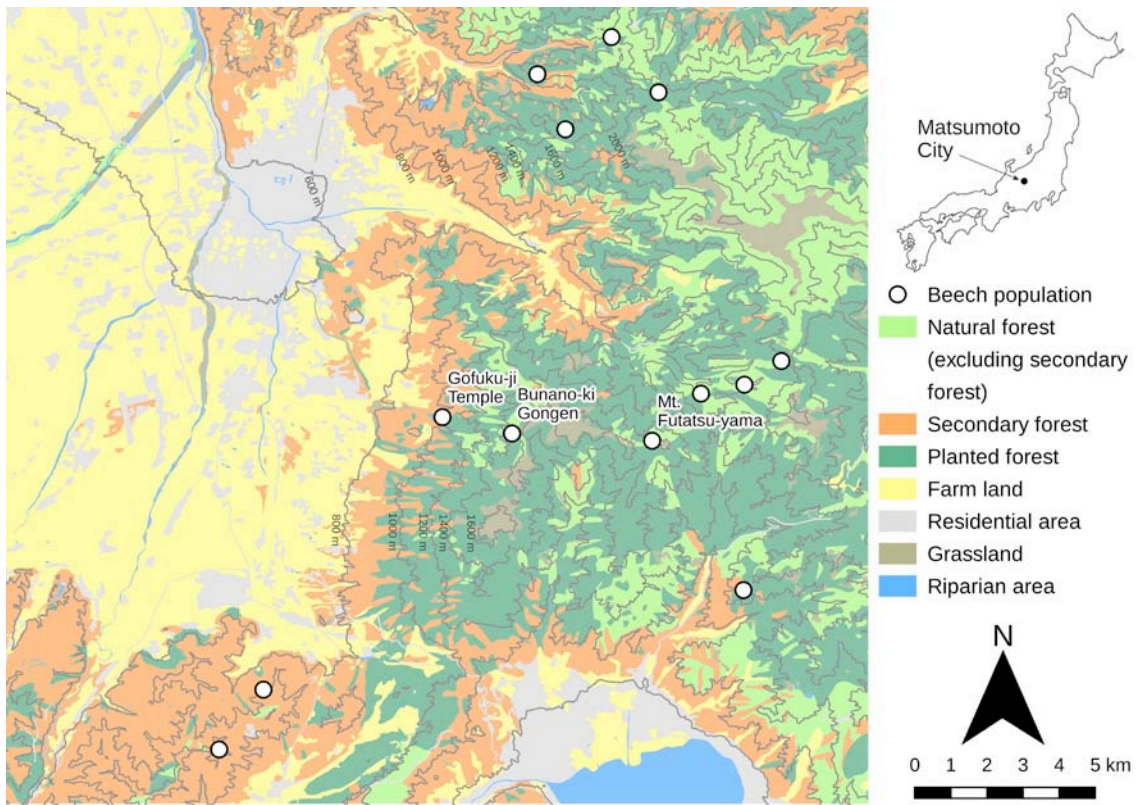 800 m
1000 m
1200 m
1400 m
1600 m
2000 m
600 m
Gofuku-ji
Temple
Bunano-ki
Gongen
Mt.
Futatsu-yama
800 m
1000 m
1200 m
1400 m
1600 m
Matsumoto
City
Beech population
Natural forest
(excluding secondary
forest)
Secondary forest
Planted forest
Farm land
Residential area
Grassland
Riparian area
N
0 1 2 3 4 5 km